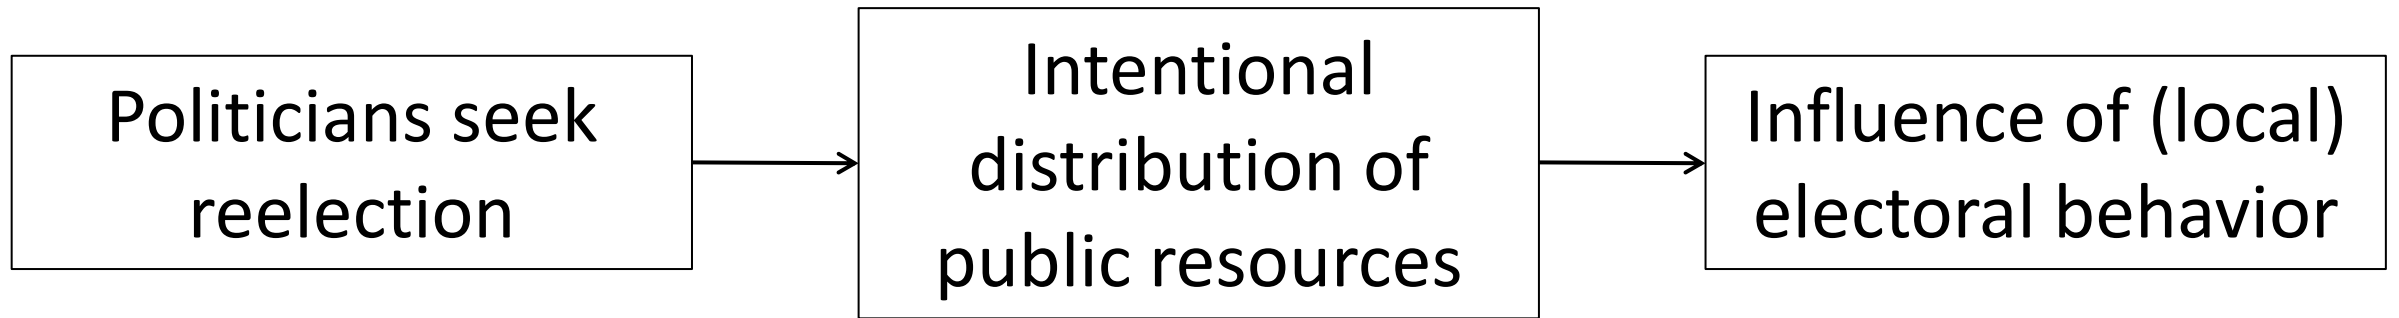 Politicians seek
reelection
Intentional
distribution of
public resources
Influence of (local)
electoral behavior